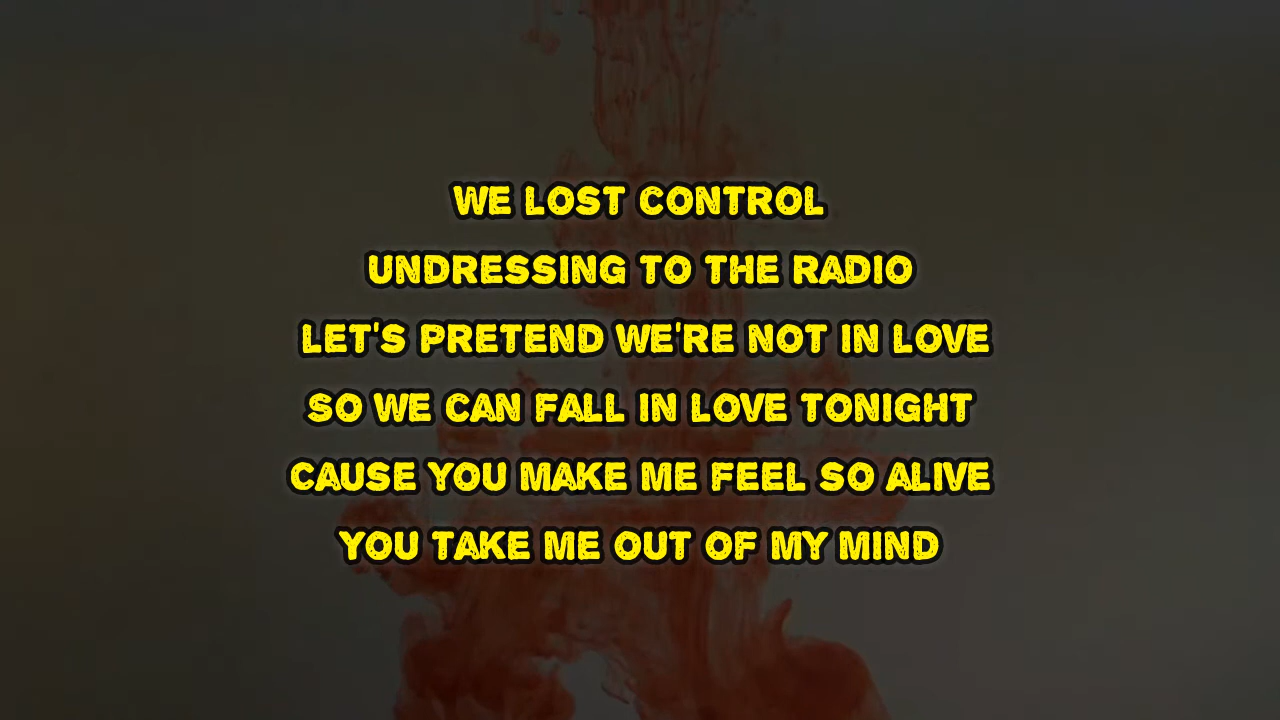 WE LOST CONTROL
UNDRESSING TO THE RADIO
LET'S PRETEND WE'RE NOT IN LOVE
SO WE CAN FALL IN LOVE TONIGHT
CAUSE YOU MAKE ME FEEL SO ALIVE
YOU TAKE ME OUT OF MY MIND